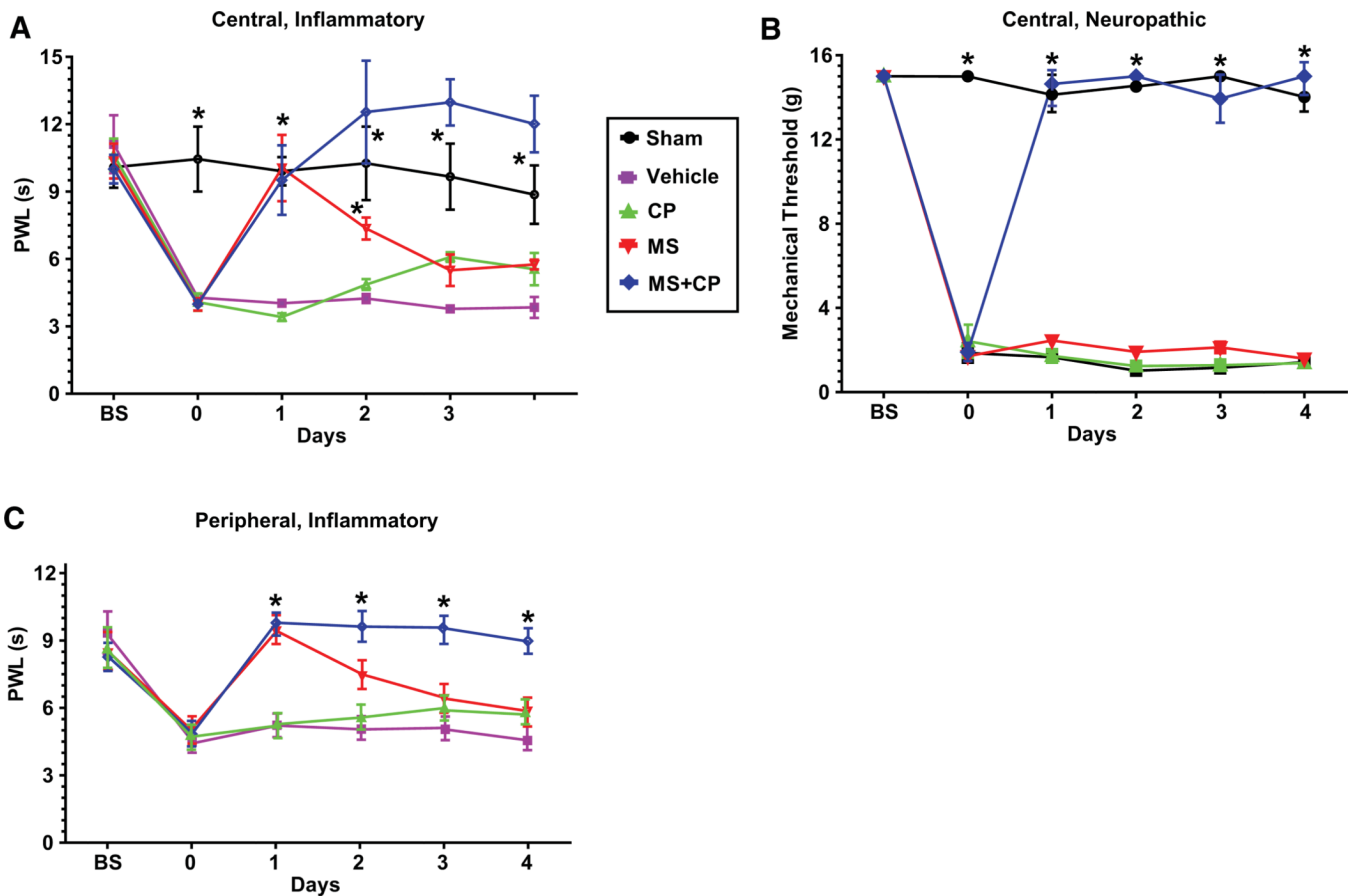 A
Central, Inflammatory
15
12
9
6
3
0
PWL (s)
* * * * * *
BS 0 1 2 3
Days
Sham
Vehicle
CP
MS
MS+CP
B
Central, Neuropathic
16
12
8
4
0
Mechanical Threshold (g)
* * * * *
BS 0 1 2 3 4
Days
C
Peripheral, Inflammatory
12
9
6
3
0
PWL (s)
* * * *
BS 0 1 2 3 4
Days